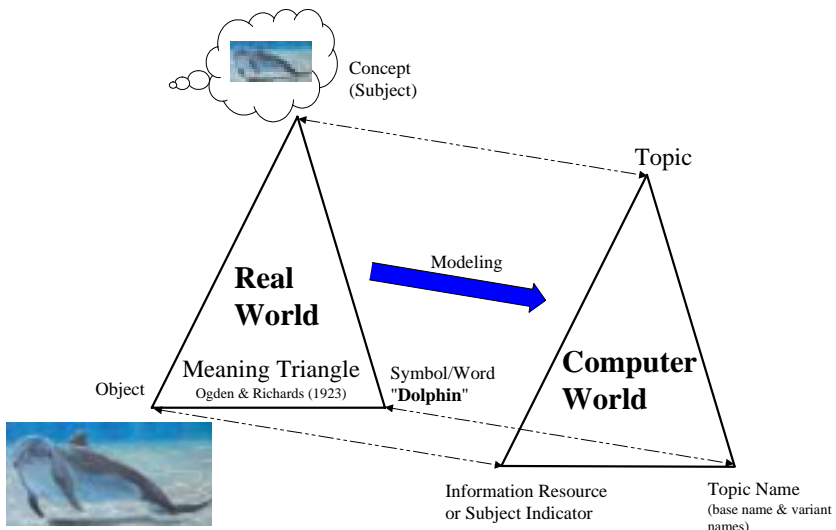 Concept
(Subject)
Topic
Modeling
Real
World
Computer
World
Meaning Triangle
Ogden & Richards (1923)
Object
Symbol/Word
"Dolphin"
Information Resource
or Subject Indicator
Topic Name
(base name & variant
names)